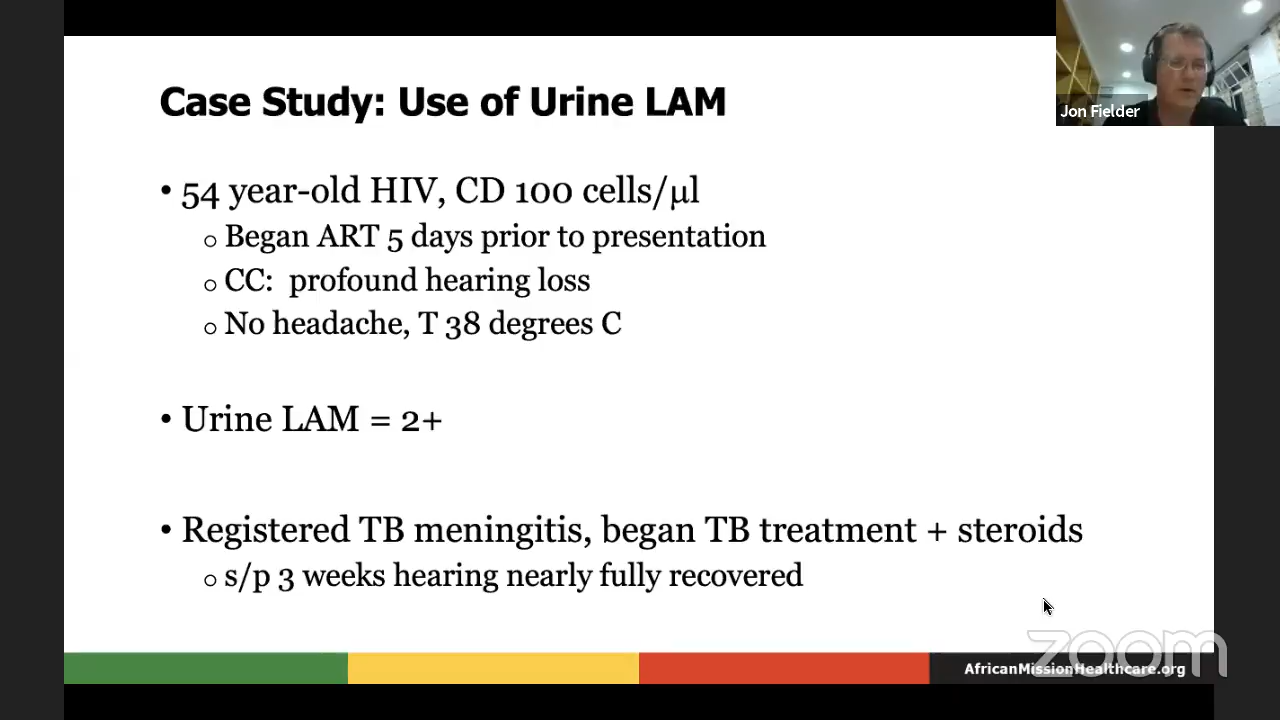 Case Study: Use of Urine LAM
Jon Fielder
• 54 year-old HIV, CD 100 cells/μl
o Began ART 5 days prior to presentation
o CC: profound hearing loss
o No headache, T 38 degrees C
• Urine LAM = 2+
• Registered TB meningitis, began TB treatment + steroids
o s/p 3 weeks hearing nearly fully recovered
zoom
AfricanMissionHealthcare.org